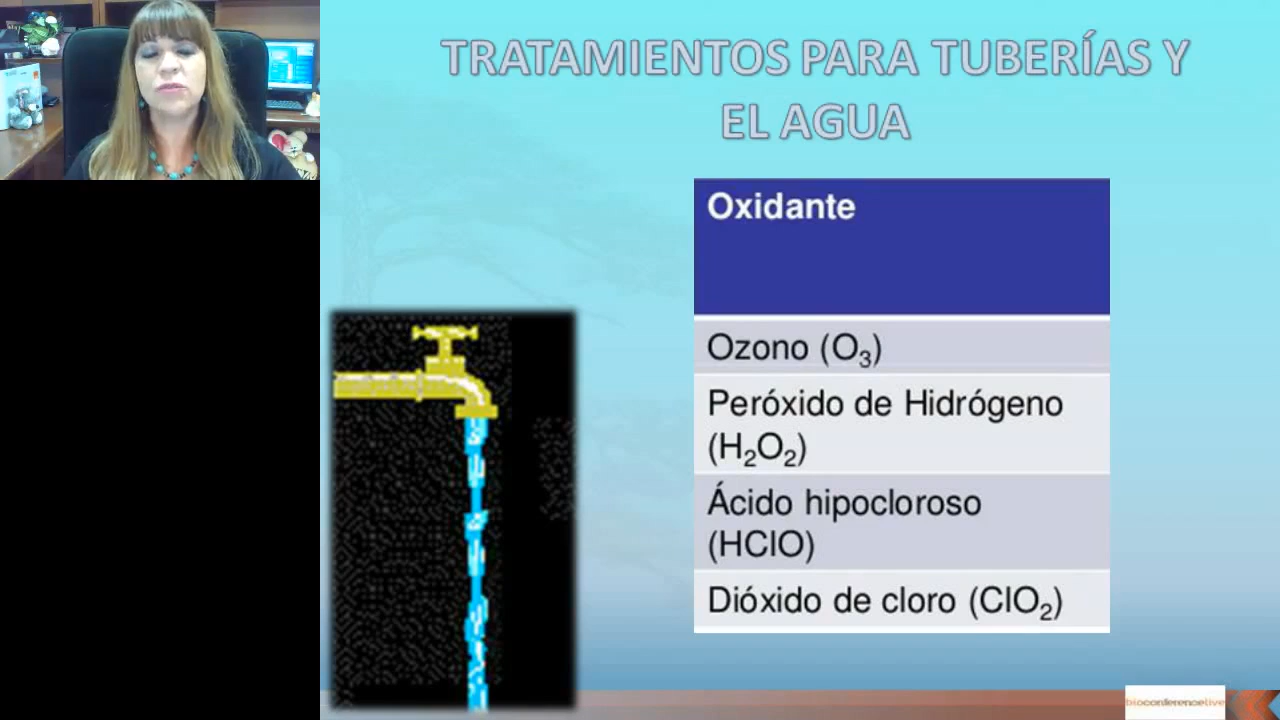 TRATAMIENTOS PARA TUBERÍAS Y
EL AGUA
Oxidante
Ozono (O₃)
Peróxido de Hidrógeno
(H₂O₂)
Ácido hipocloroso
(HClO)
Dióxido de cloro (ClO₂)
bioconferencelive